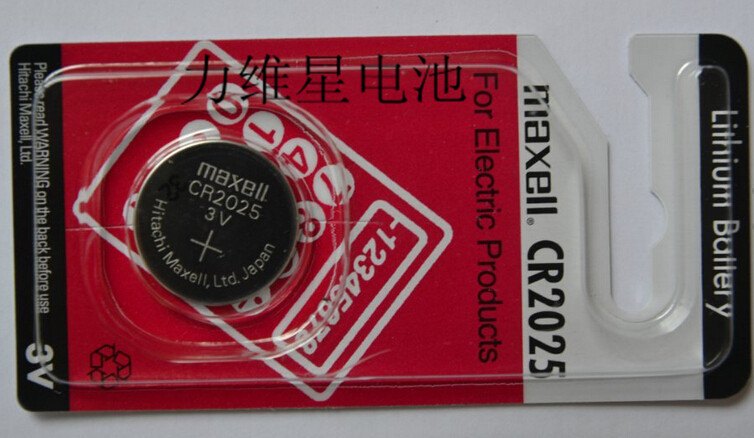 力维星电池
Lithium Battery
maxell® CR2025
For Electric Products
maxell
CR2025
3V
+
Hitachi Maxell, Ltd. Japan
Please read WARNING on the back before use
Hitachi Maxell, Ltd.
3V